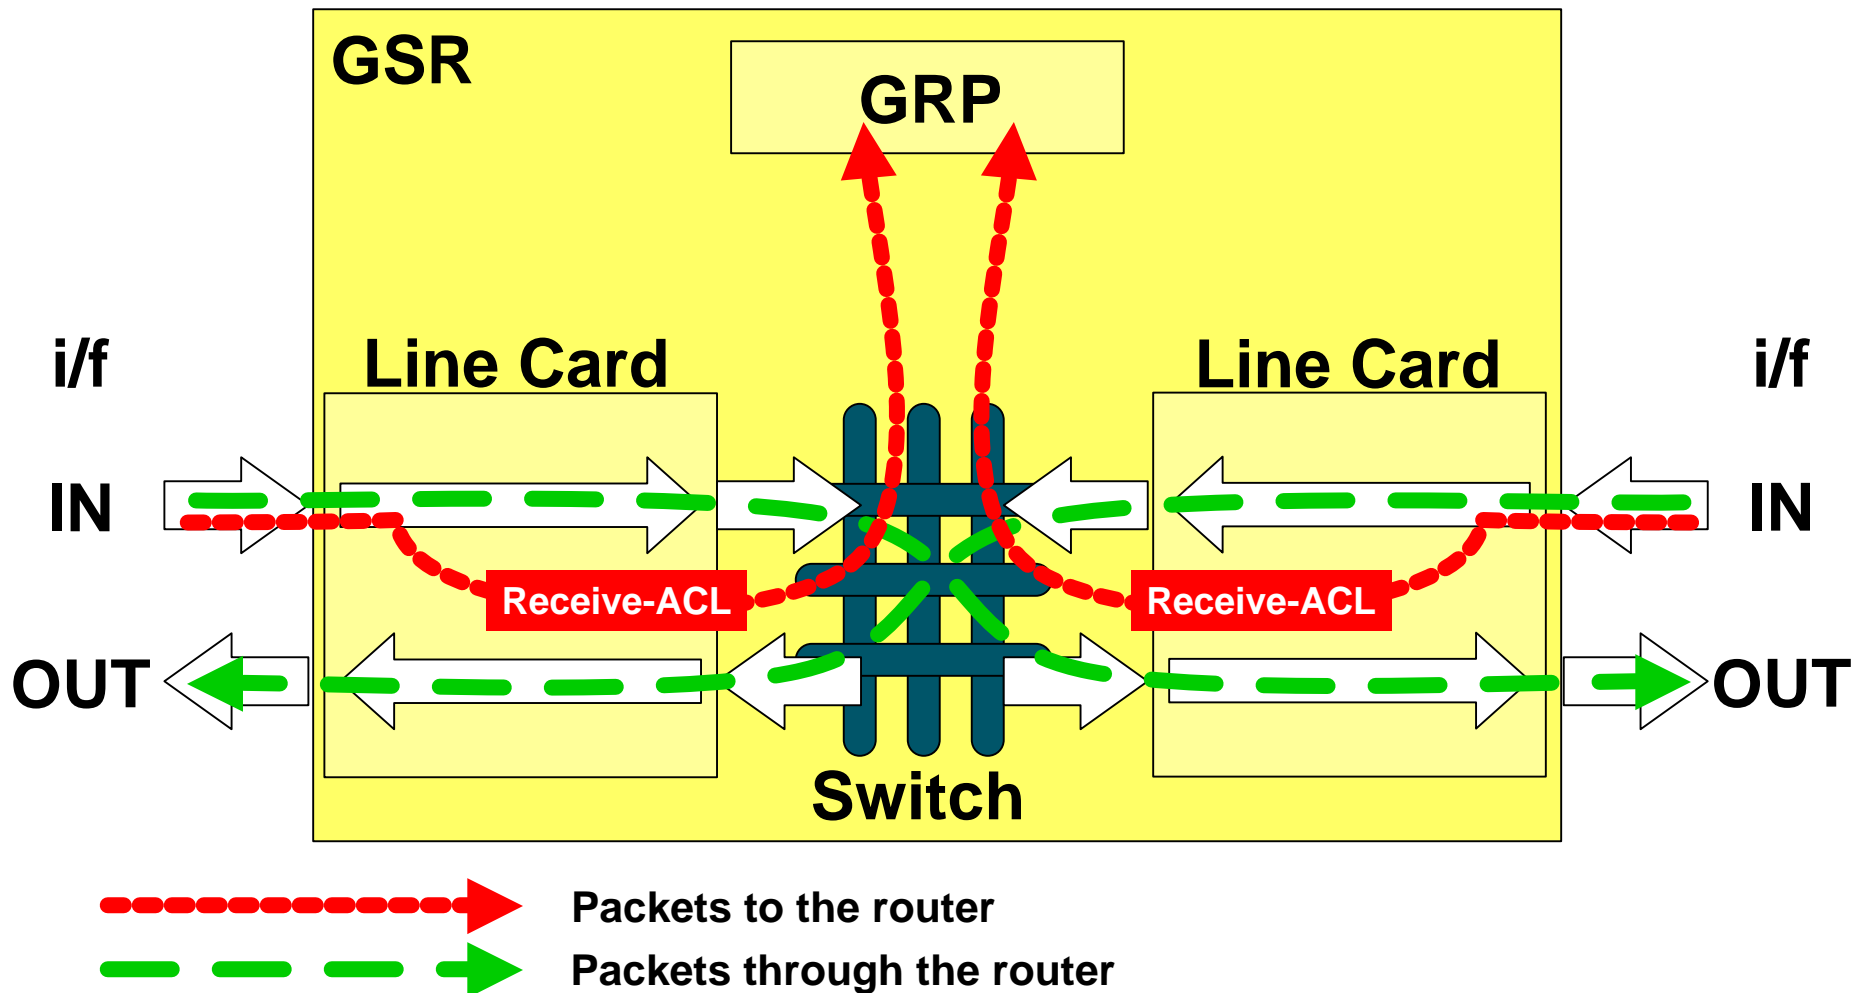 GSR
GRP
i/f
Line Card
Line Card
i/f
IN
IN
Receive-ACL
Receive-ACL
OUT
OUT
Switch
Packets to the router
Packets through the router